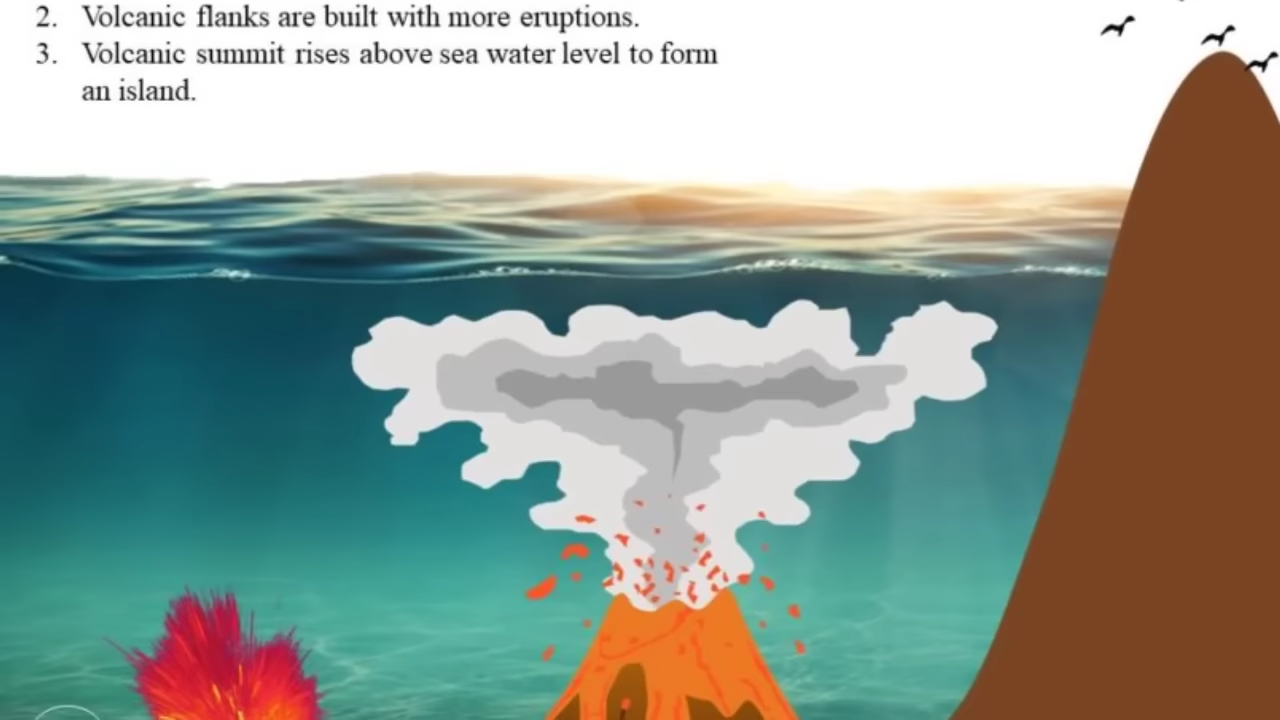 2. Volcanic flanks are built with more eruptions.
3. Volcanic summit rises above sea water level to form
an island.